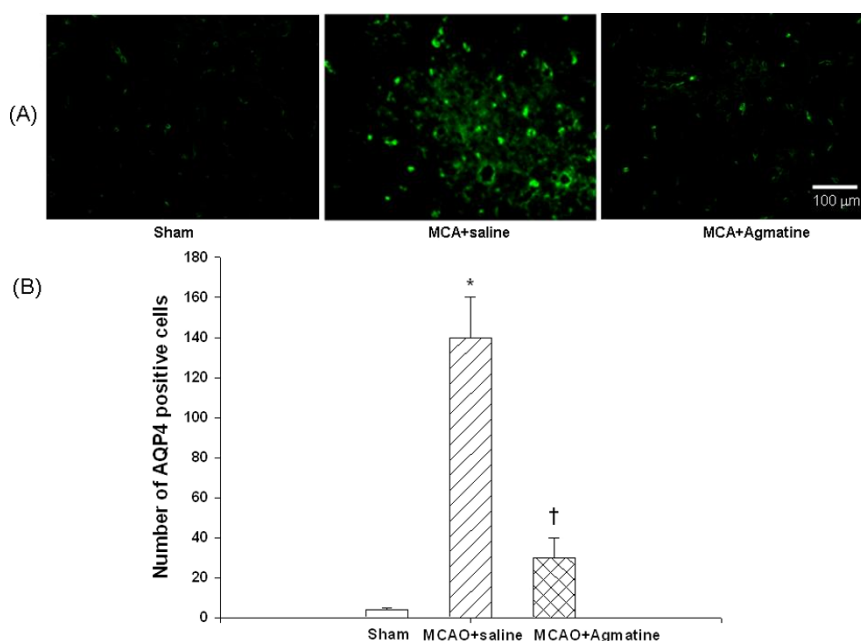 (A)
100 µm
Sham MCA+saline MCA+Agmatine
(B)
Number of AQP4 positive cells
180
160
140
120
100
80
60
40
20
0
*
†
Sham MCAO+saline MCAO+Agmatine